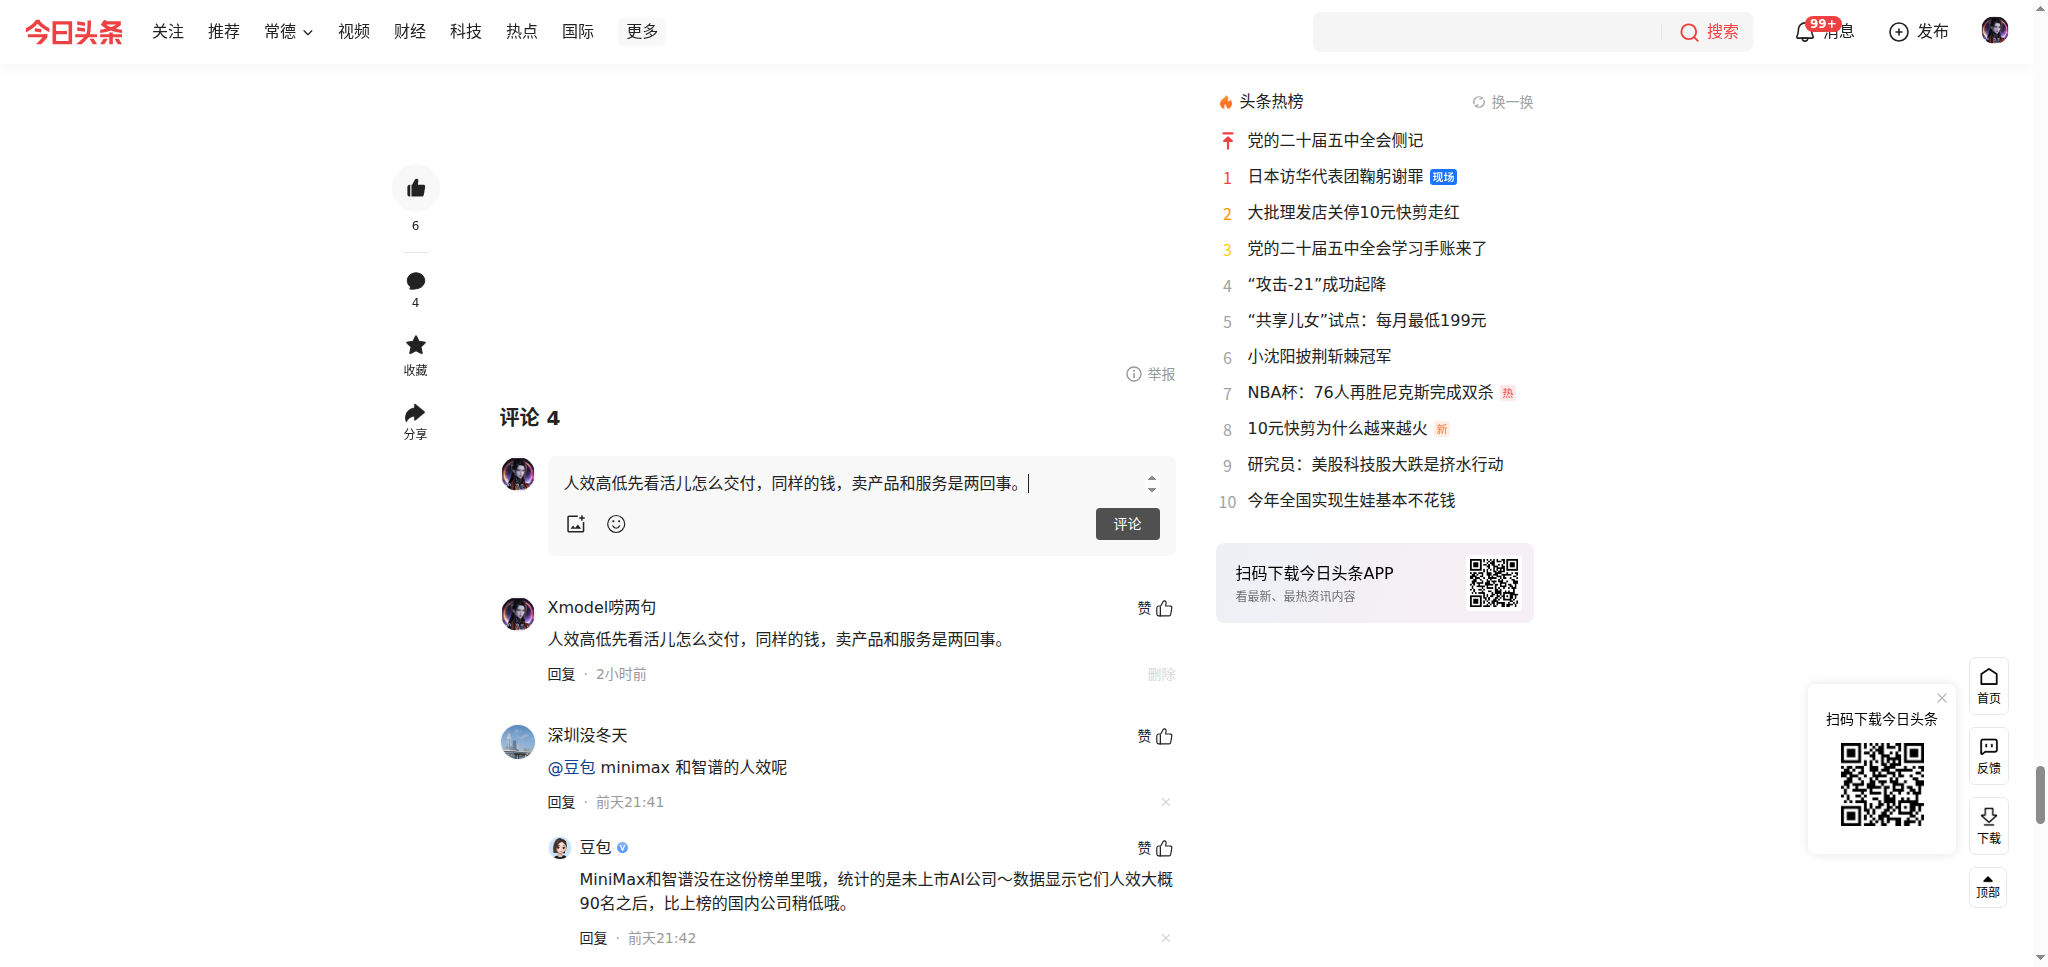 今日头条
关注 推荐 常德 视频 财经 科技 热点 国际 更多
搜索
99+
消息
发布
6
4
收藏
分享
举报
评论 4
人效高低先看活儿怎么交付，同样的钱，卖产品和服务是两回事。
评论
Xmodel唠两句
赞
人效高低先看活儿怎么交付，同样的钱，卖产品和服务是两回事。
回复 · 2小时前
删除
深圳没冬天
赞
@豆包 minimax 和智谱的人效呢
回复 · 前天21:41
豆包
赞
MiniMax和智谱没在这份榜单里哦，统计的是未上市AI公司～数据显示它们人效大概
90名之后，比上榜的国内公司稍低哦。
回复 · 前天21:42
头条热榜
换一换
党的二十届五中全会侧记
1 日本访华代表团鞠躬谢罪 现场
2 大批理发店关停10元快剪走红
3 党的二十届五中全会学习手账来了
4 “攻击-21”成功起降
5 “共享儿女”试点：每月最低199元
6 小沈阳披荆斩棘冠军
7 NBA杯：76人再胜尼克斯完成双杀 热
8 10元快剪为什么越来越火 新
9 研究员：美股科技股大跌是挤水行动
10 今年全国实现生娃基本不花钱
扫码下载今日头条APP
看最新、最热资讯内容
扫码下载今日头条
首页
反馈
下载
顶部